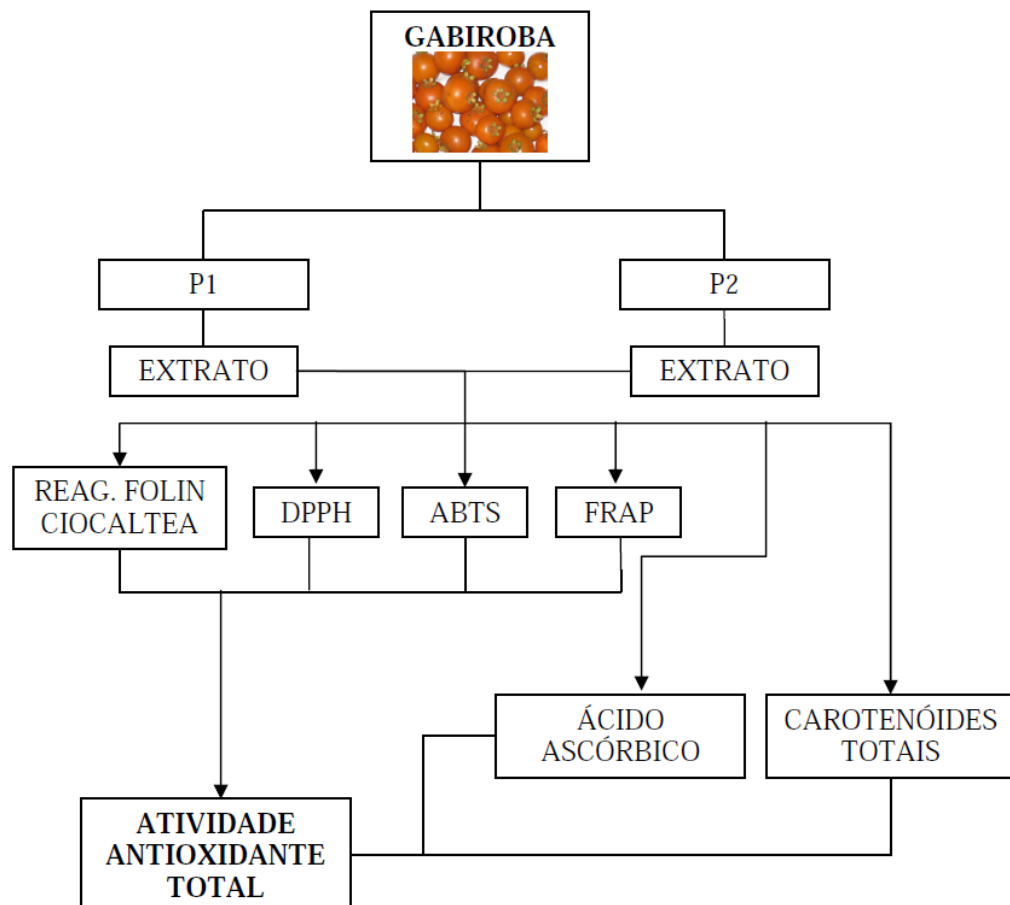 GABIROBA
P1
P2
EXTRATO
EXTRATO
REAG. FOLIN
CIOCALTEA
DPPH
ABTS
FRAP
ÁCIDO
ASCÓRBICO
CAROTENÓIDES
TOTAIS
ATIVIDADE
ANTIOXIDANTE
TOTAL